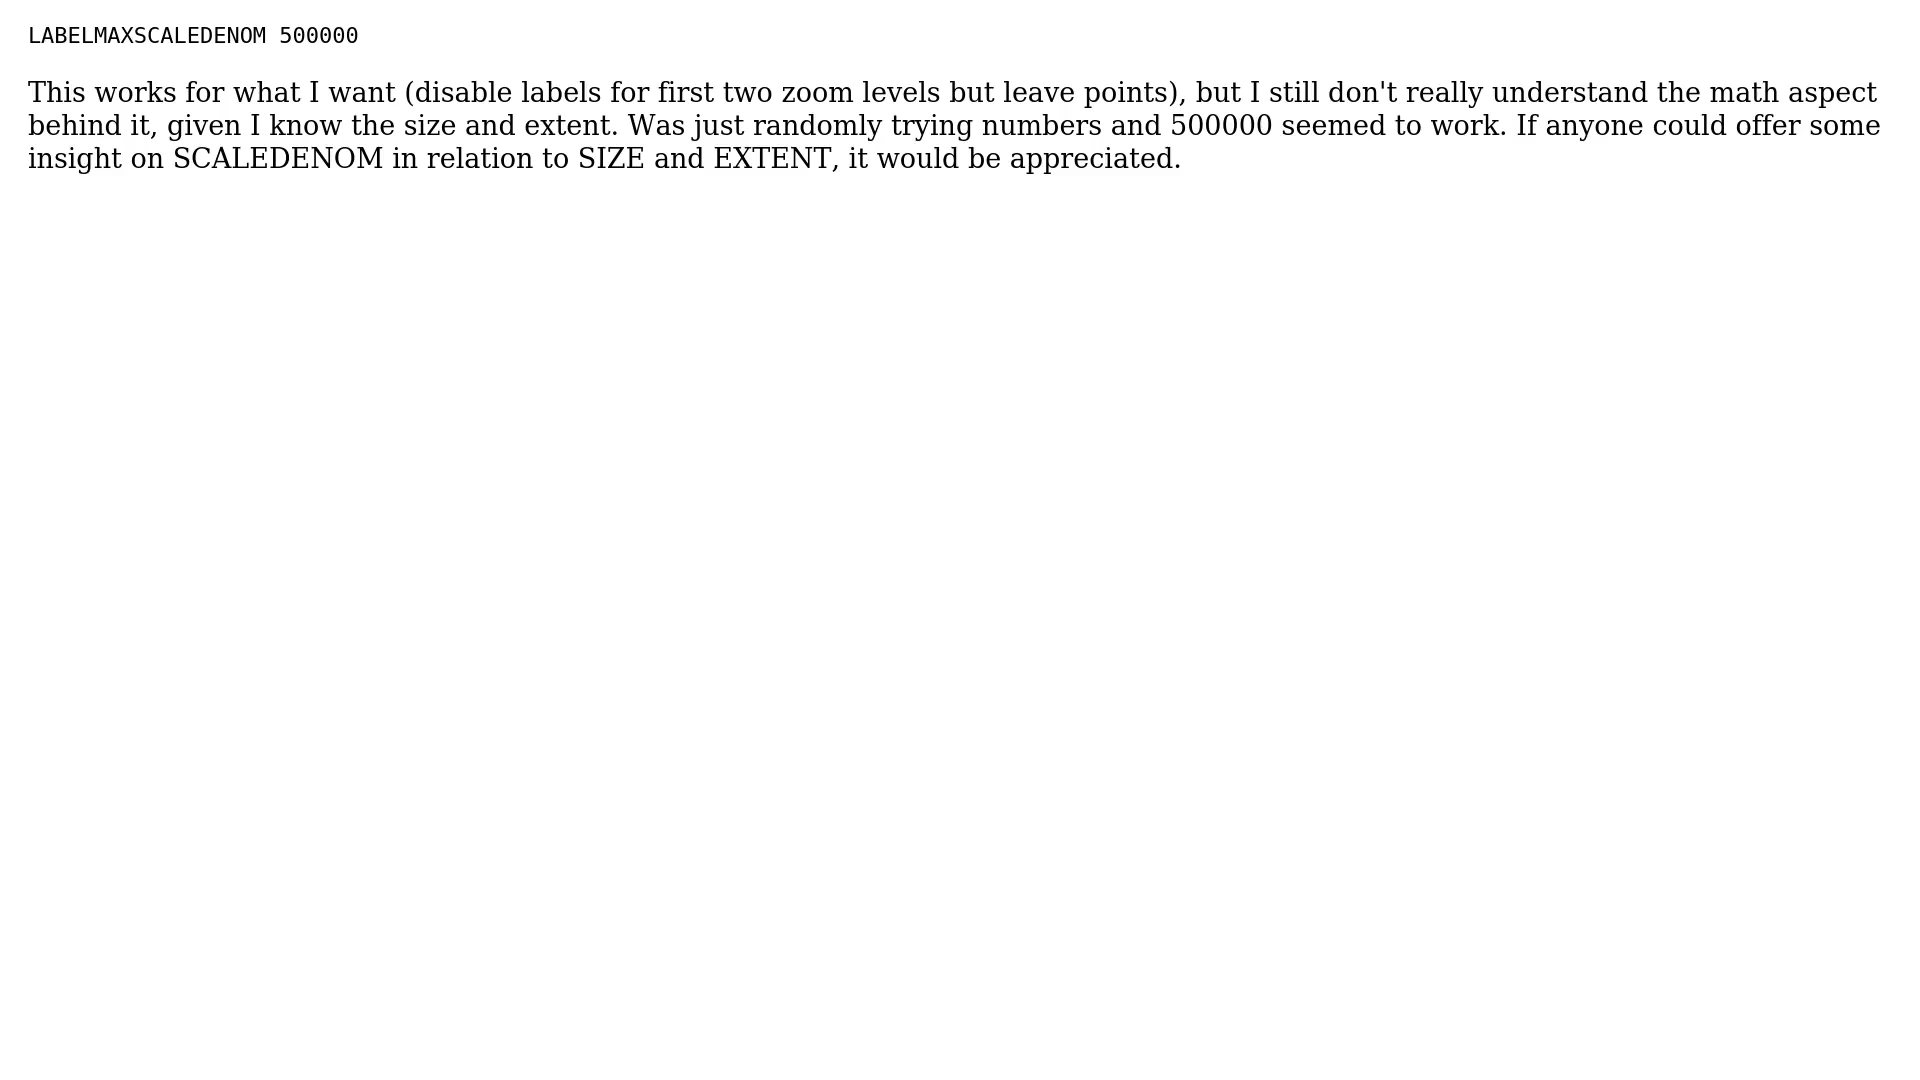 LABELMAXSCALEDENOM 500000
This works for what I want (disable labels for first two zoom levels but leave points), but I still don't really understand the math aspect
behind it, given I know the size and extent. Was just randomly trying numbers and 500000 seemed to work. If anyone could offer some
insight on SCALEDENOM in relation to SIZE and EXTENT, it would be appreciated.